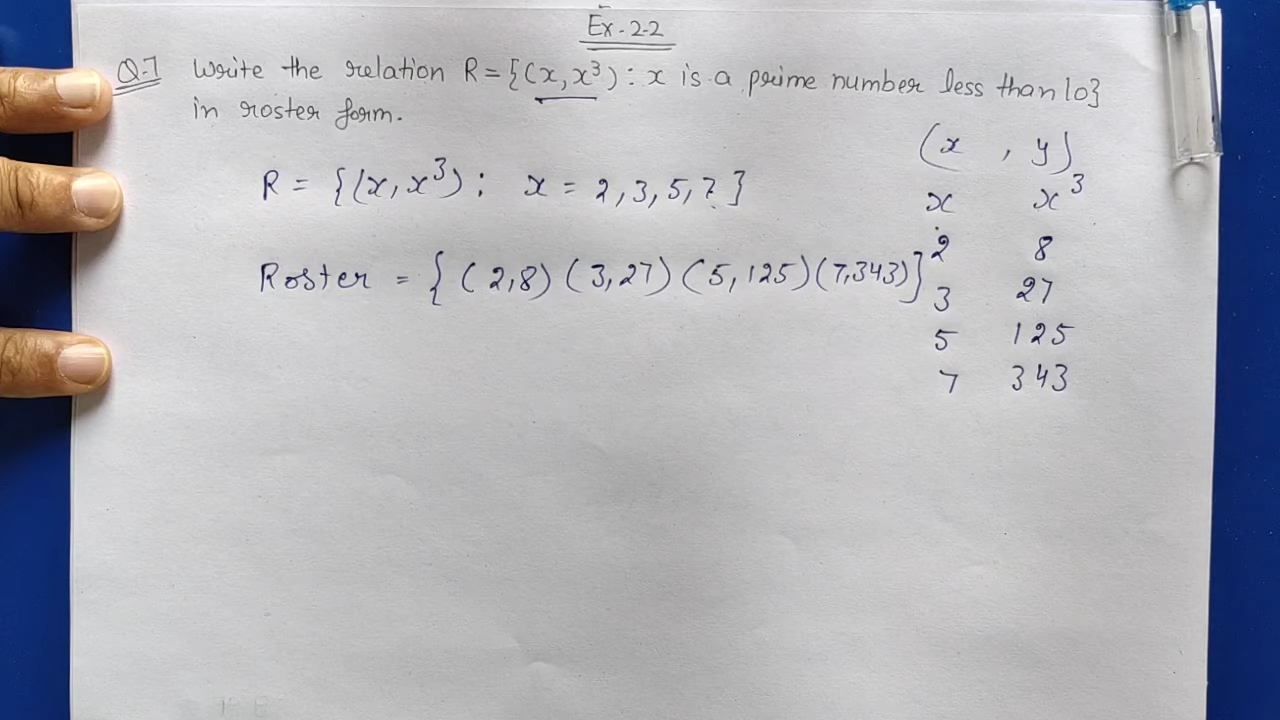 Ex-2-2
Q-7 Write the relation R = {(x, x³) : x is a prime number less than 10}
in roster form.
R = {(x, x³) : x = 2, 3, 5, 7}
Roster = {(2,8) (3,27) (5,125) (7,343)}
(x , y)
x x³
2 8
3 27
5 125
7 343